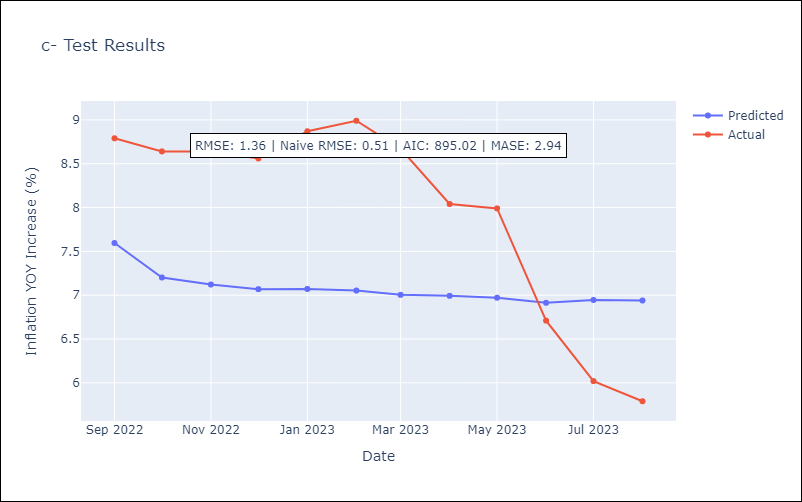 c- Test Results
Predicted
Actual
RMSE: 1.36 | Naive RMSE: 0.51 | AIC: 895.02 | MASE: 2.94
Inflation YOY Increase (%)
9
8.5
8
7.5
7
6.5
6
Sep 2022
Nov 2022
Jan 2023
Mar 2023
May 2023
Jul 2023
Date